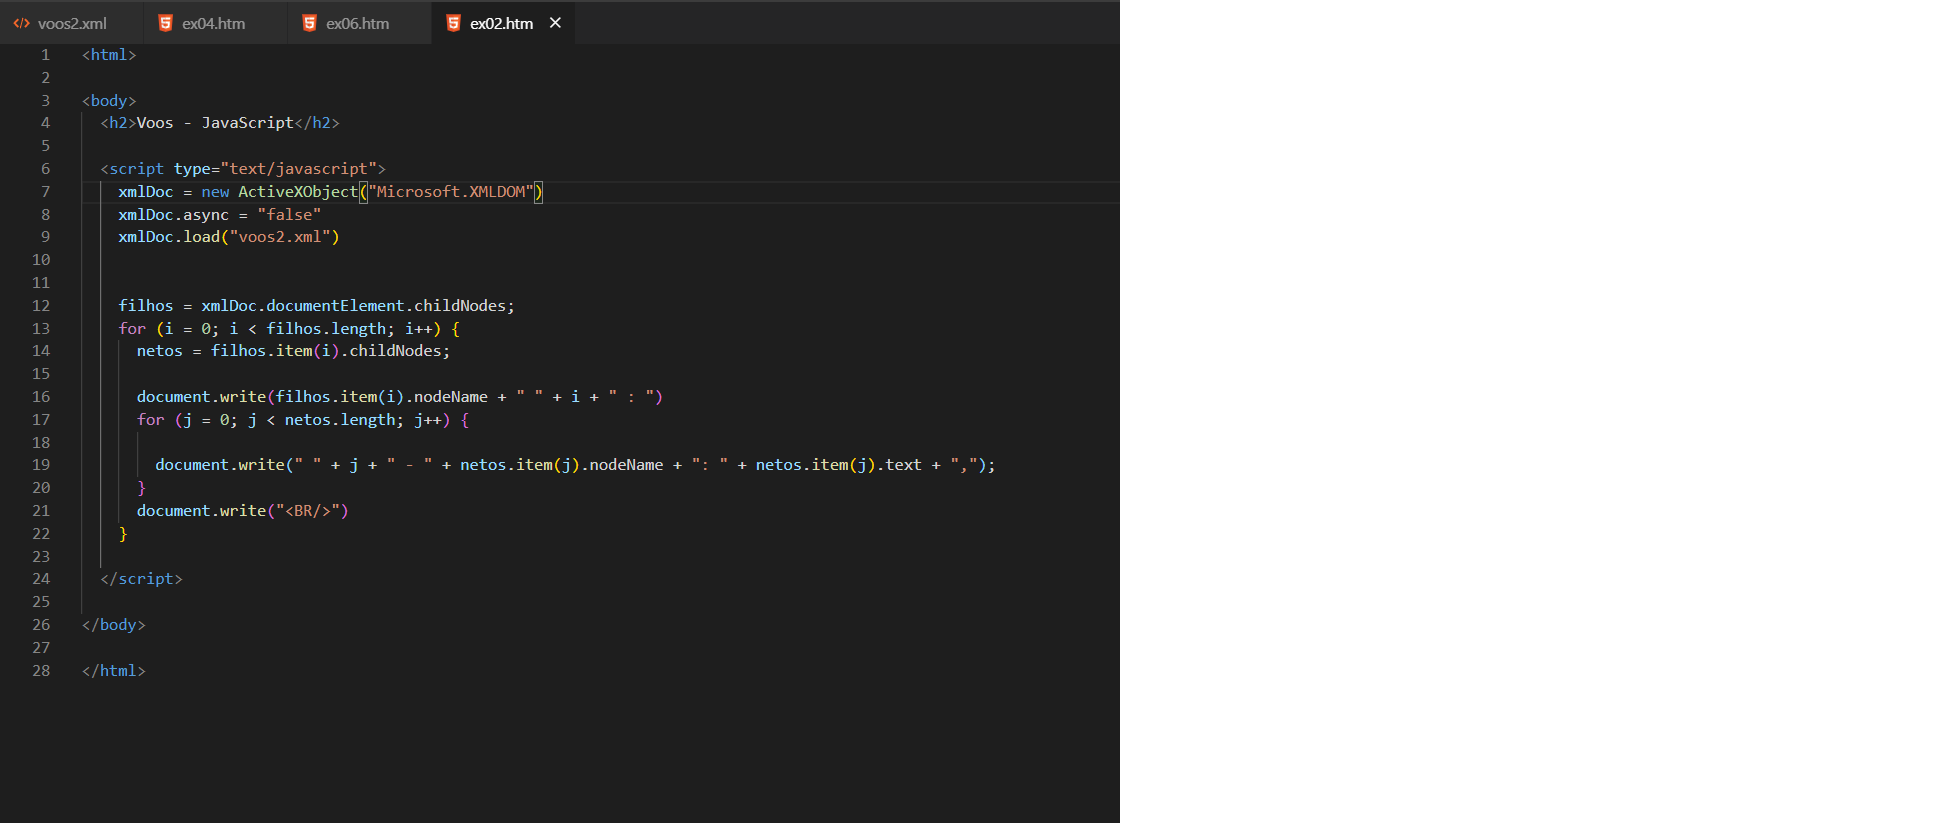 voos2.xml ex04.htm ex06.htm ex02.htm
1 <html>
2
3 <body>
4 <h2>Voos - JavaScript</h2>
5
6 <script type="text/javascript">
7 xmlDoc = new ActiveXObject("Microsoft.XMLDOM")
8 xmlDoc.async = "false"
9 xmlDoc.load("voos2.xml")
10
11
12 filhos = xmlDoc.documentElement.childNodes;
13 for (i = 0; i < filhos.length; i++) {
14 netos = filhos.item(i).childNodes;
15
16 document.write(filhos.item(i).nodeName + " " + i + " : ")
17 for (j = 0; j < netos.length; j++) {
18
19 document.write(" " + j + " - " + netos.item(j).nodeName + ": " + netos.item(j).text + ",");
20 }
21 document.write("<BR/>")
22 }
23
24 </script>
25
26 </body>
27
28 </html>